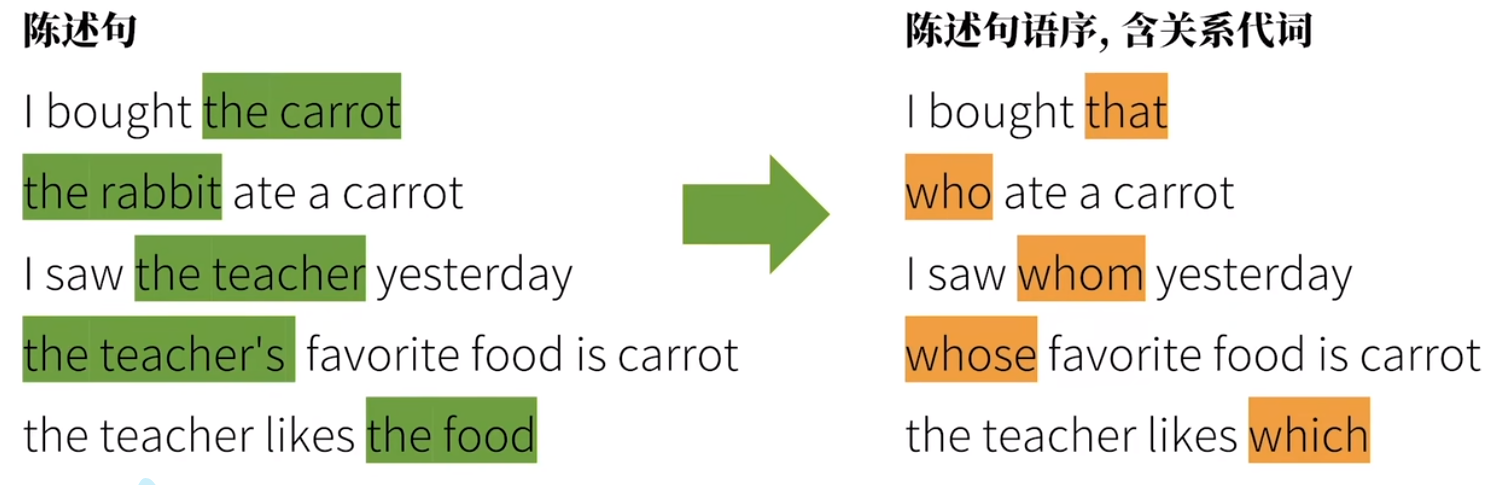 陈述句
I bought the carrot
the rabbit ate a carrot
I saw the teacher yesterday
the teacher's favorite food is carrot
the teacher likes the food
陈述句语序, 含关系代词
I bought that
who ate a carrot
I saw whom yesterday
whose favorite food is carrot
the teacher likes which